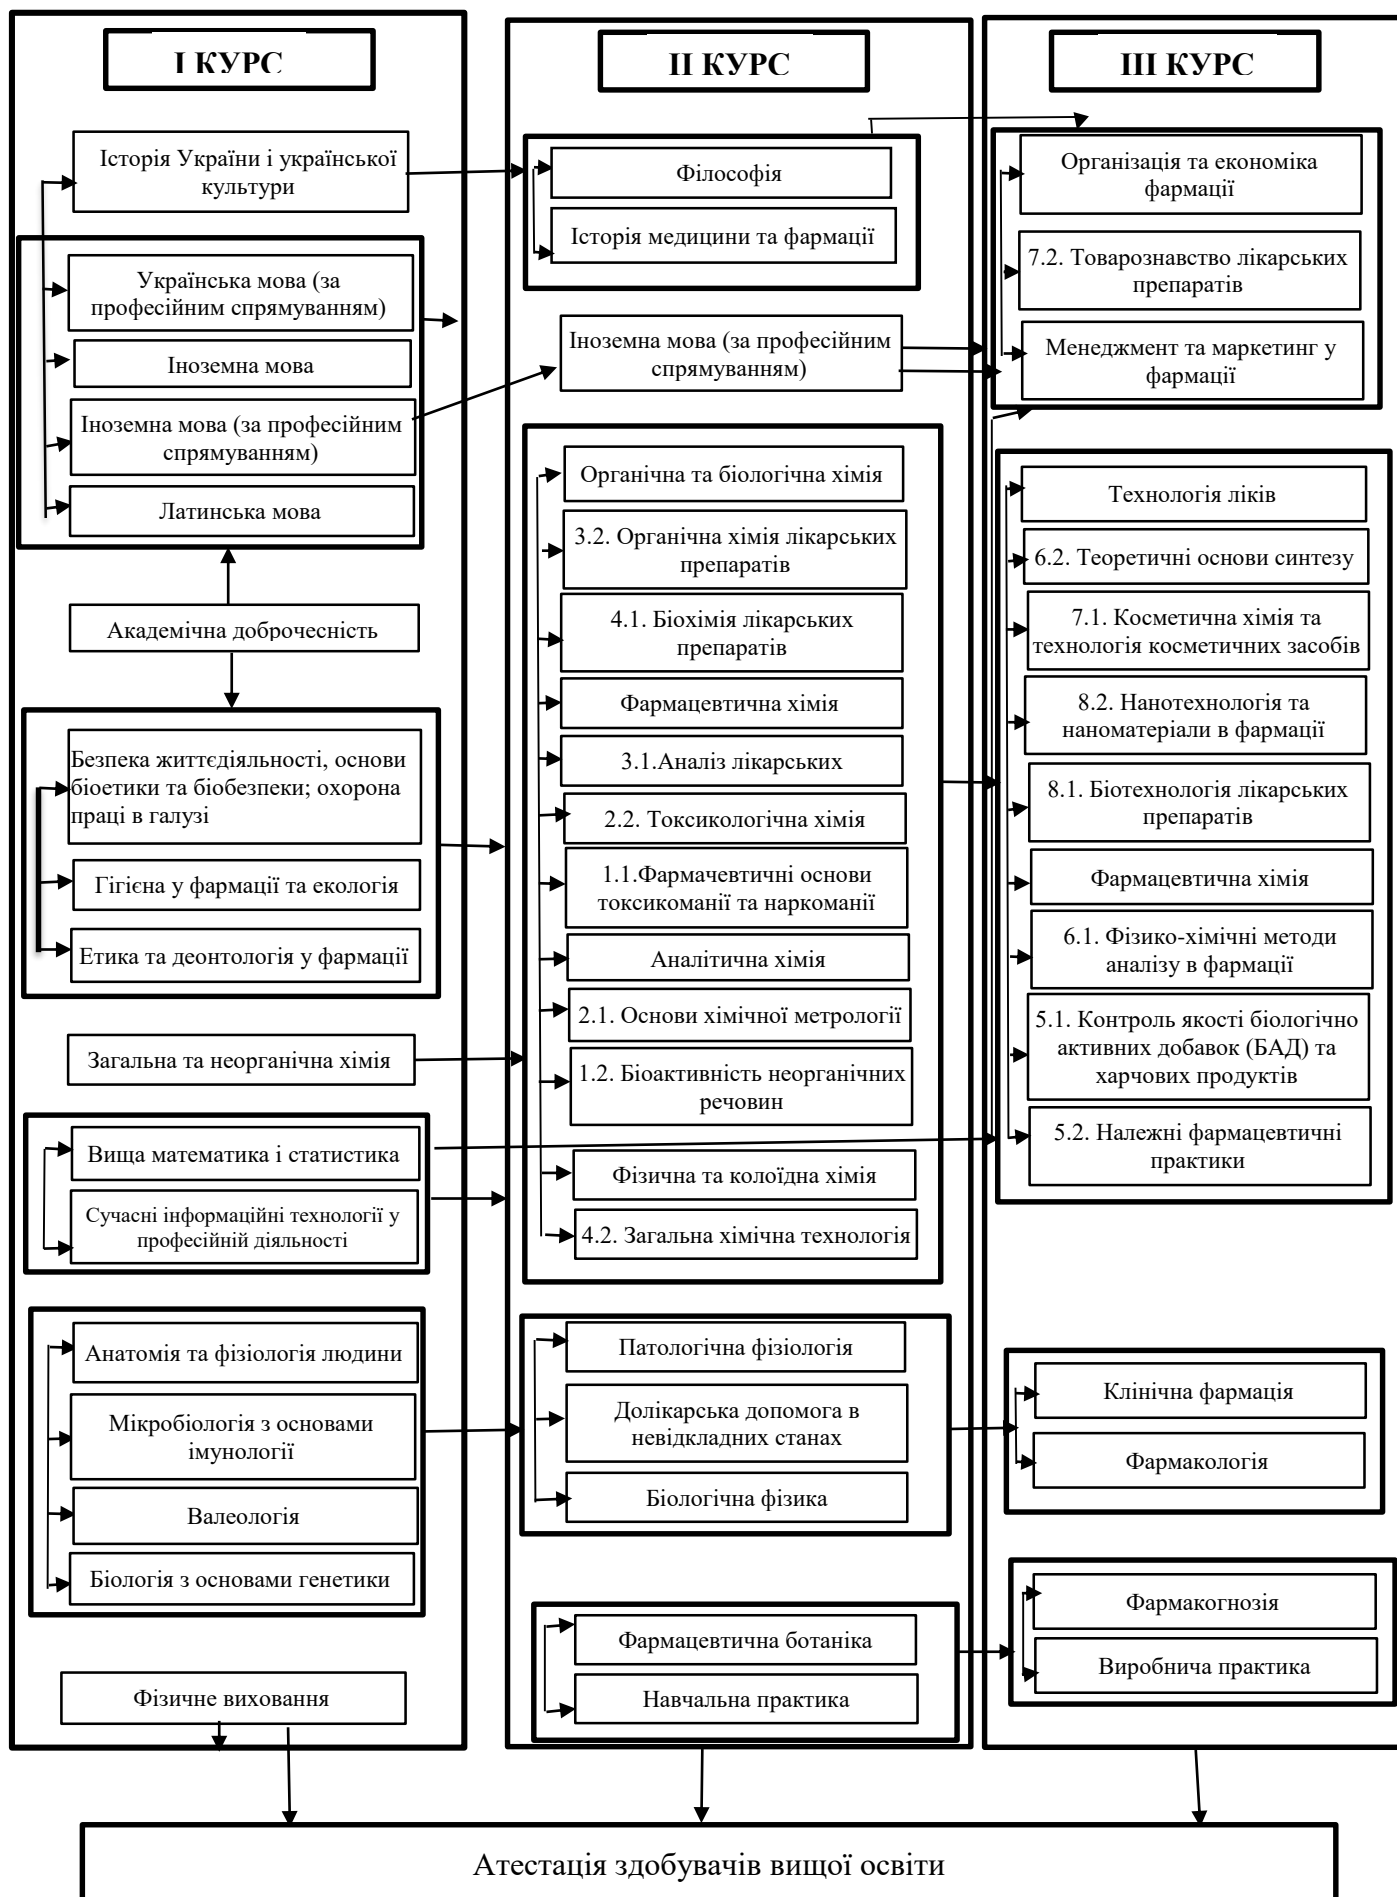 І КУРС
Історія України і української
культури
Українська мова (за
професійним спрямуванням)
Іноземна мова
Іноземна мова (за професійним
спрямуванням)
Латинська мова
Академічна доброчесність
Безпека життєдіяльності, основи
біоетики та біобезпеки; охорона
праці в галузі
Гігієна у фармації та екологія
Етика та деонтологія у фармації
Загальна та неорганічна хімія
Вища математика і статистика
Сучасні інформаційні технології у
професійній діяльності
Анатомія та фізіологія людини
Мікробіологія з основами
імунології
Валеологія
Біологія з основами генетики
Фізичне виховання
ІІ КУРС
Філософія
Історія медицини та фармації
Іноземна мова (за професійним
спрямуванням)
Органічна та біологічна хімія
3.2. Органічна хімія лікарських
препаратів
4.1. Біохімія лікарських
препаратів
Фармацевтична хімія
3.1.Аналіз лікарських
2.2. Токсикологічна хімія
1.1.Фармачевтичні основи
токсикоманії та наркоманії
Аналітична хімія
2.1. Основи хімічної метрології
1.2. Біоактивність неорганічних
речовин
Фізична та колоїдна хімія
4.2. Загальна хімічна технологія
Патологічна фізіологія
Долікарська допомога в
невідкладних станах
Біологічна фізика
Фармацевтична ботаніка
Навчальна практика
ІІІ КУРС
Організація та економіка
фармації
7.2. Товарознавство лікарських
препаратів
Менеджмент та маркетинг у
фармації
Технологія ліків
6.2. Теоретичні основи синтезу
7.1. Косметична хімія та
технологія косметичних засобів
8.2. Нанотехнологія та
наноматеріали в фармації
8.1. Біотехнологія лікарських
препаратів
Фармацевтична хімія
6.1. Фізико-хімічні методи
аналізу в фармації
5.1. Контроль якості біологічно
активних добавок (БАД) та
харчових продуктів
5.2. Належні фармацевтичні
практики
Клінічна фармація
Фармакологія
Фармакогнозія
Виробнича практика
Атестація здобувачів вищої освіти